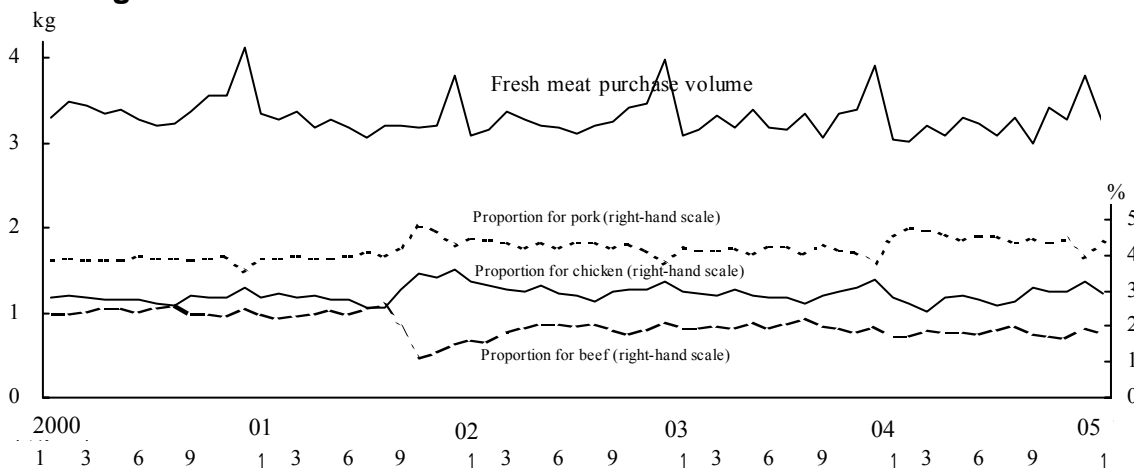 kg
4
Fresh meat purchase volume
3
%
5
2
Proportion for pork (right-hand scale)
4
Proportion for chicken (right-hand scale)
3
1
2
Proportion for beef (right-hand scale)
1
0
0
2000 01 02 03 04 05
1 3 6 9 1 3 6 9 1 3 6 9 1 3 6 9 1 3 6 9 1